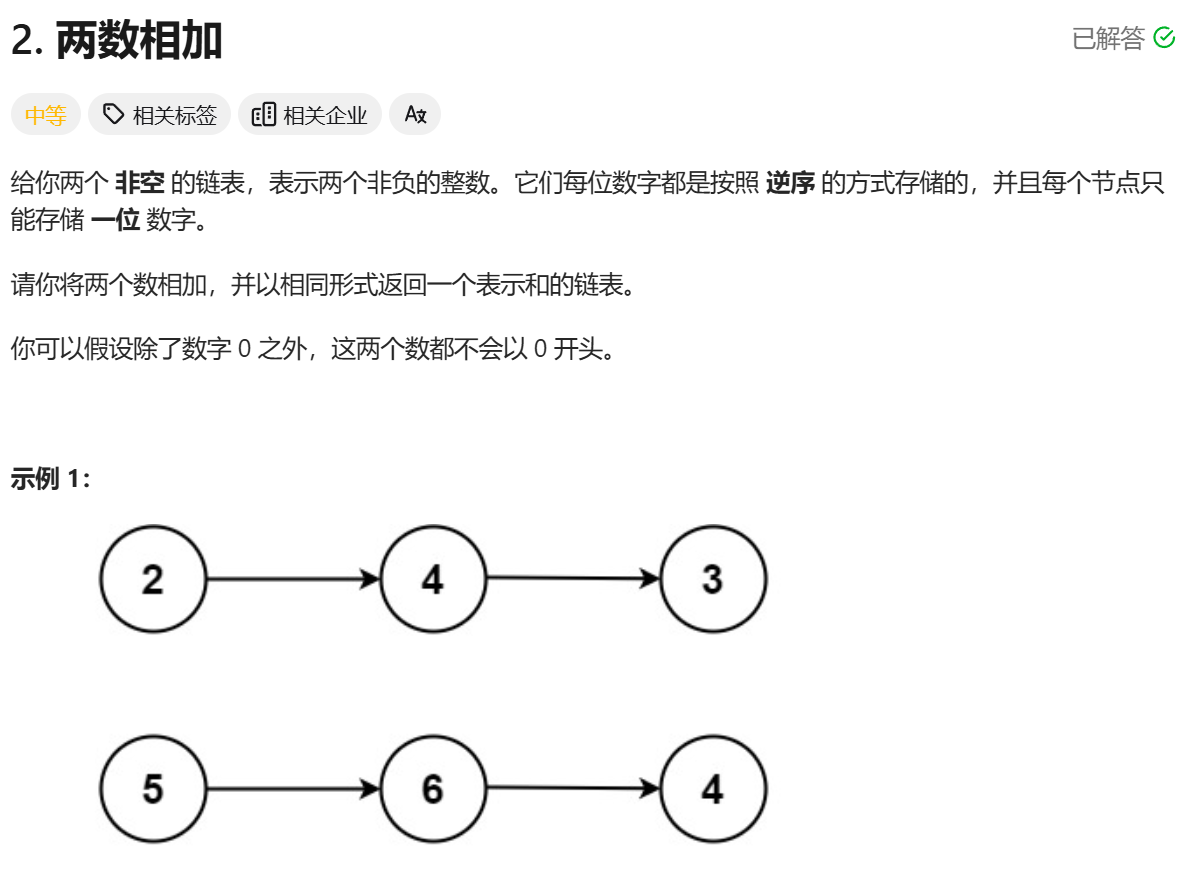 2. 两数相加
已解答
中等 相关标签 相关企业 A文
给你两个 非空 的链表，表示两个非负的整数。它们每位数字都是按照 逆序 的方式存储的，并且每个节点只
能存储 一位 数字。
请你将两个数相加，并以相同形式返回一个表示和的链表。
你可以假设除了数字 0 之外，这两个数都不会以 0 开头。
示例 1：
2 4 3
5 6 4